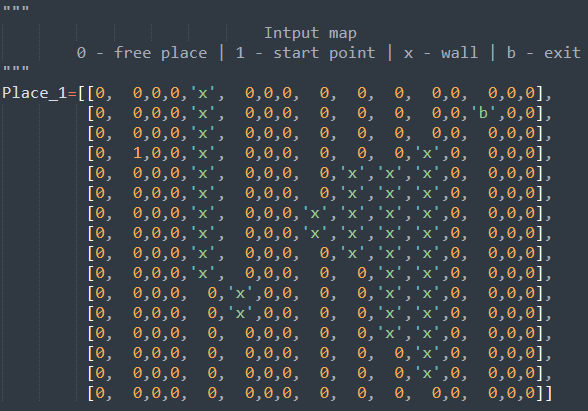 """
Intput map
0 - free place | 1 - start point | x - wall | b - exit
"""
Place_1=[[0,  0,0,0,'x',  0,0,0,  0,  0,  0,  0,0,  0,0,0],
[0,  0,0,0,'x',  0,0,0,  0,  0,  0,  0,0,'b',0,0],
[0,  0,0,0,'x',  0,0,0,  0,  0,  0,  0,0,  0,0,0],
[0,  1,0,0,'x',  0,0,0,  0,  0,  0,'x',0,  0,0,0],
[0,  0,0,0,'x',  0,0,0,  0,'x','x','x',0,  0,0,0],
[0,  0,0,0,'x',  0,0,0,  0,'x','x','x',0,  0,0,0],
[0,  0,0,0,'x',  0,0,0,'x','x','x','x',0,  0,0,0],
[0,  0,0,0,'x',  0,0,0,'x','x','x','x',0,  0,0,0],
[0,  0,0,0,'x',  0,0,0,  0,'x','x','x',0,  0,0,0],
[0,  0,0,0,'x',  0,0,0,  0,  0,'x','x',0,  0,0,0],
[0,  0,0,0,  0,'x',0,0,  0,  0,'x','x',0,  0,0,0],
[0,  0,0,0,  0,'x',0,0,  0,  0,'x','x',0,  0,0,0],
[0,  0,0,0,  0,  0,0,0,  0,  0,'x','x',0,  0,0,0],
[0,  0,0,0,  0,  0,0,0,  0,  0,  0,'x',0,  0,0,0],
[0,  0,0,0,  0,  0,0,0,  0,  0,  0,'x',0,  0,0,0],
[0,  0,0,0,  0,  0,0,0,  0,  0,  0,  0,0,  0,0,0]]